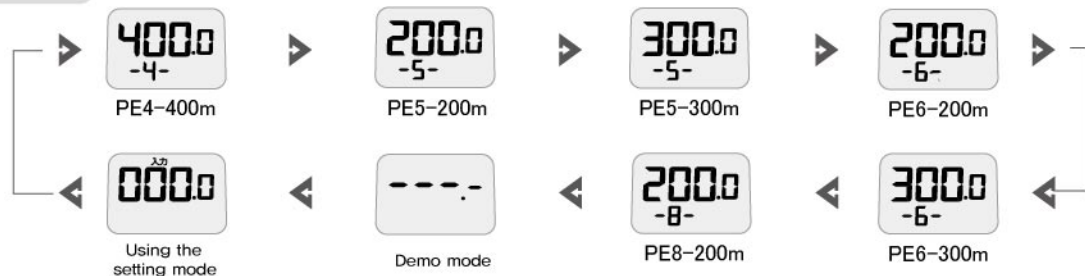 400.0
-4-
PE4-400m
200.0
-5-
PE5-200m
300.0
-5-
PE5-300m
200.0
-6-
PE6-200m
入力
000.0
Using the
setting mode
---.-
Demo mode
200.0
-8-
PE8-200m
300.0
-6-
PE6-300m